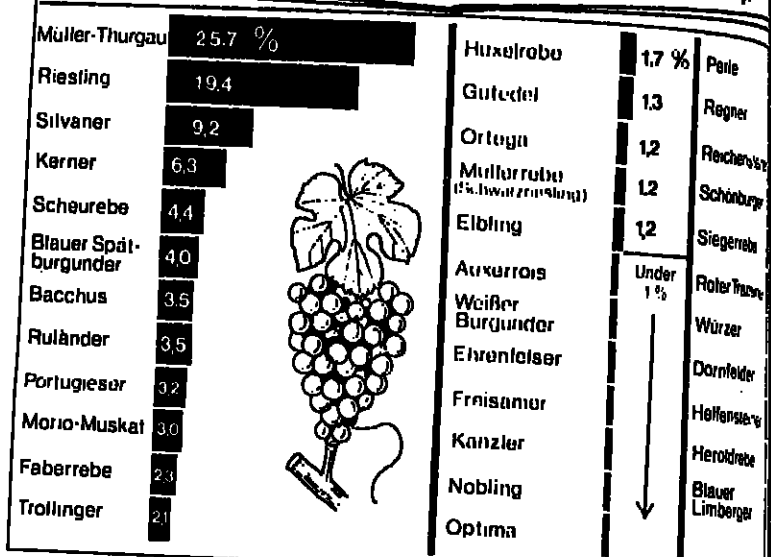 Müller-Thurgau 25.7 %
Riesling 19.4
Silvaner 9,2
Kerner 6,3
Scheurebe 4,4
Blauer Spät-
burgunder 4,0
Bacchus 3.5
Ruländer 3,5
Portugieser 3,2
Morio-Muskat 3,0
Faberrebe 2,3
Trollinger 2,1
Huxelrebe 1,7 %
Gutedel 1,3
Ortega 1,2
Müllerrebe 1,2
(Schwarzriesling)
Elbling 1,2
Auxerrois
Weißer
Burgunder
Ehrenfelser
Freisamer
Kanzler
Nobling
Optima
Under
1 %
Perle
Regner
Schönburger
Siegerrebe
Roter
Würzer
Dornfelder
Helfensteiner
Heroldrebe
Blauer
Limberger